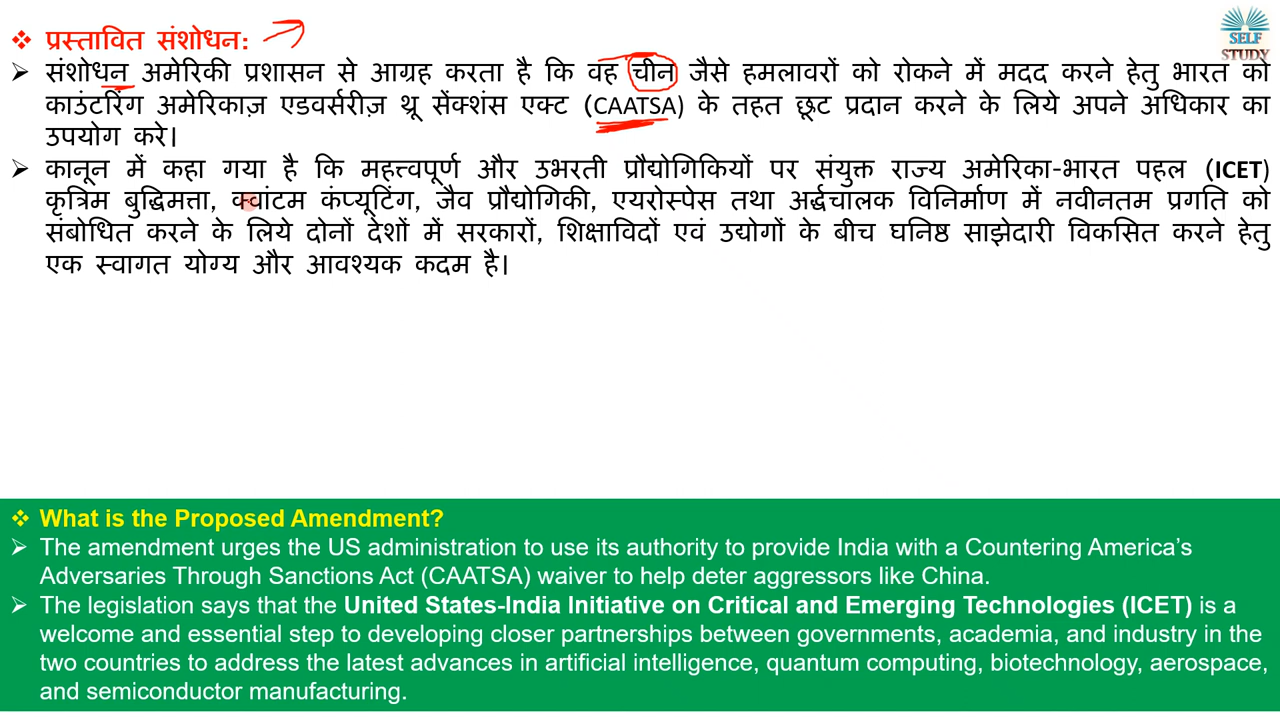 ❖ प्रस्तावित संशोधन:
SELF
STUDY
➢ संशोधन अमेरिकी प्रशासन से आग्रह करता है कि वह चीन जैसे हमलावरों को रोकने में मदद करने हेतु भारत को
काउंटरिंग अमेरिकाज़ एडवर्सरीज़ थ्रू सेंक्शंस एक्ट (CAATSA) के तहत छूट प्रदान करने के लिये अपने अधिकार का
उपयोग करे।
➢ कानून में कहा गया है कि महत्त्वपूर्ण और उभरती प्रौद्योगिकियों पर संयुक्त राज्य अमेरिका-भारत पहल (ICET)
कृत्रिम बुद्धिमत्ता, क्वांटम कंप्यूटिंग, जैव प्रौद्योगिकी, एयरोस्पेस तथा अर्द्धचालक विनिर्माण में नवीनतम प्रगति को
संबोधित करने के लिये दोनों देशों में सरकारों, शिक्षाविदों एवं उद्योगों के बीच घनिष्ठ साझेदारी विकसित करने हेतु
एक स्वागत योग्य और आवश्यक कदम है।
❖ What is the Proposed Amendment?
➢ The amendment urges the US administration to use its authority to provide India with a Countering America’s
Adversaries Through Sanctions Act (CAATSA) waiver to help deter aggressors like China.
➢ The legislation says that the United States-India Initiative on Critical and Emerging Technologies (ICET) is a
welcome and essential step to developing closer partnerships between governments, academia, and industry in the
two countries to address the latest advances in artificial intelligence, quantum computing, biotechnology, aerospace,
and semiconductor manufacturing.